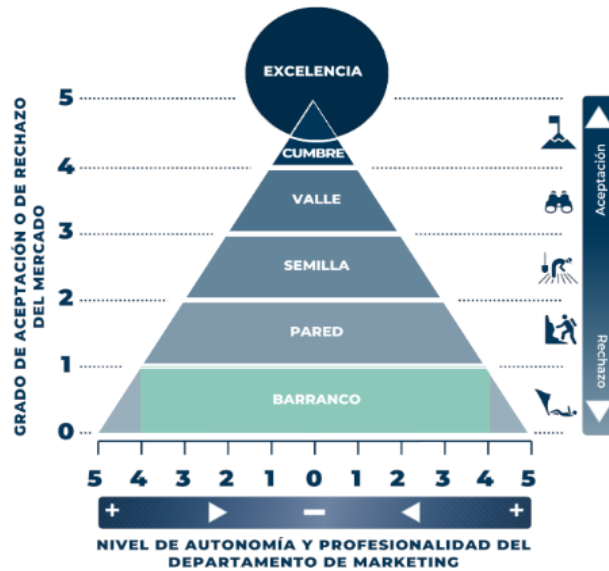 EXCELENCIA
5
CUMBRE
4
VALLE
3
SEMILLA
2
PARED
1
BARRANCO
0
5 4 3 2 1 0 1 2 3 4 5
+ − +
NIVEL DE AUTONOMÍA Y PROFESIONALIDAD DEL
DEPARTAMENTO DE MARKETING
GRADO DE ACEPTACIÓN O DE RECHAZO
DEL MERCADO
Aceptación
Rechazo